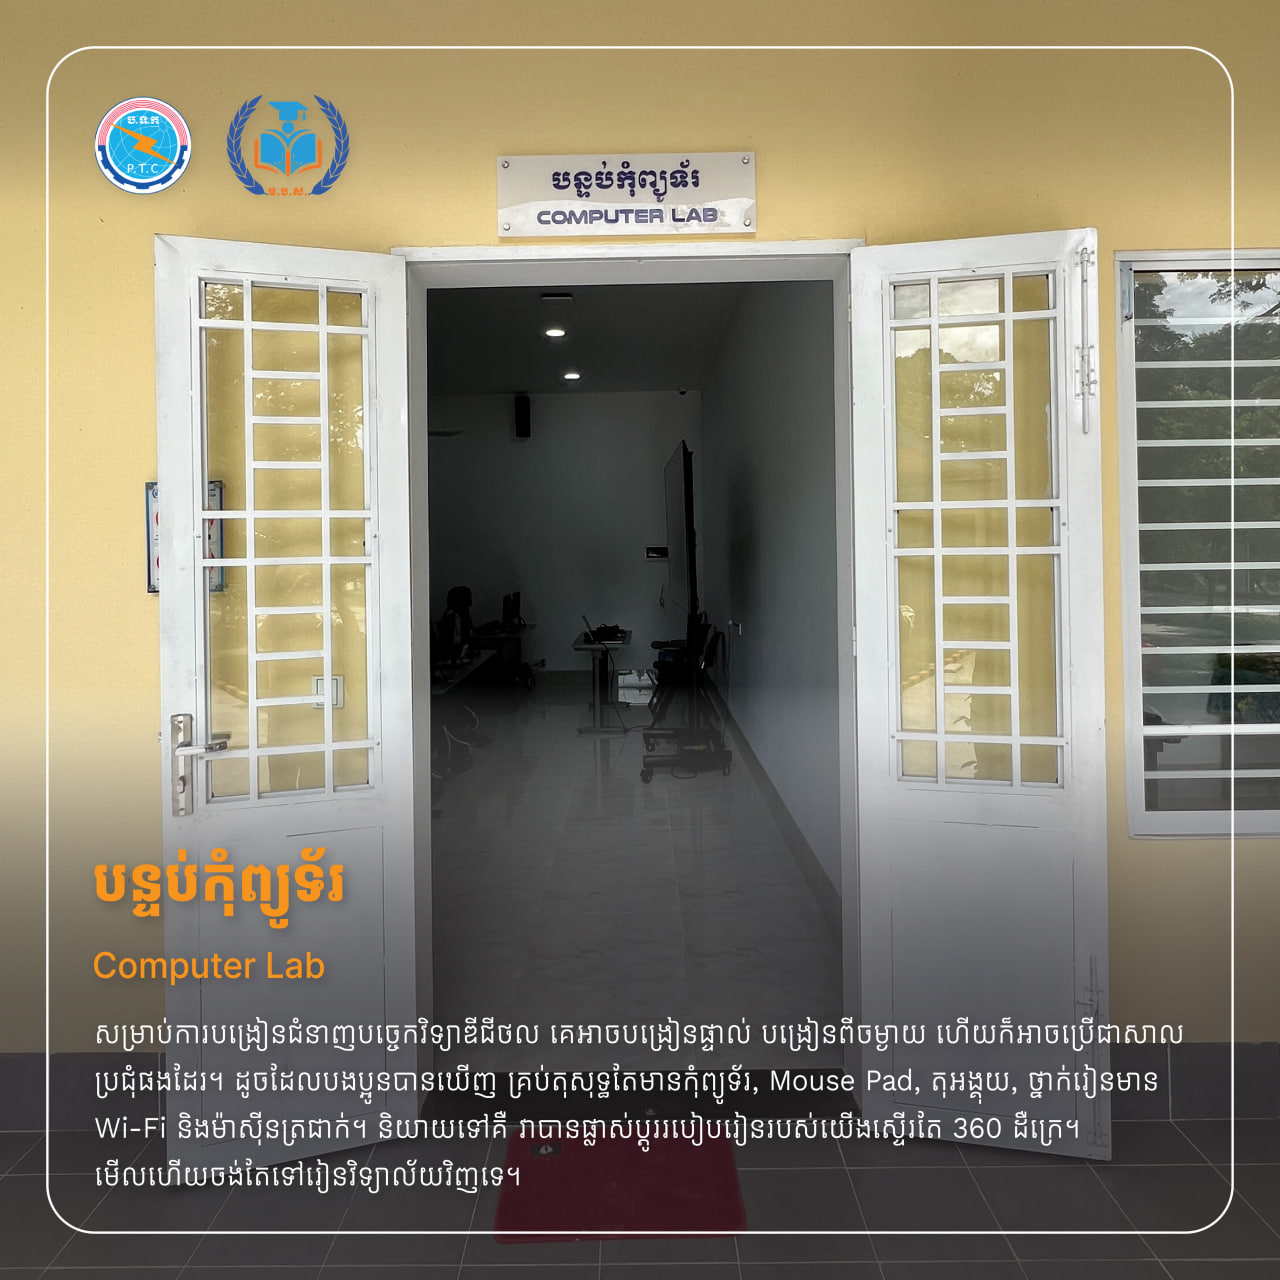 ប.ទ.ក
P.T.C
ម.ប.ស.
បន្ទប់កុំព្យូទ័រ
COMPUTER LAB
បន្ទប់កុំព្យូទ័រ
Computer Lab
សម្រាប់ការបង្រៀនជំនាញបច្ចេកវិទ្យាឌីជីថល គេអាចបង្រៀនផ្ទាល់ បង្រៀនពីចម្ងាយ ហើយក៏អាចប្រើជាសាល
ប្រជុំផងដែរ។ ដូចដែលបងប្អូនបានឃើញ គ្រប់តុសុទ្ធតែមានកុំព្យូទ័រ, Mouse Pad, តុអង្គុយ, ថ្នាក់រៀនមាន
Wi-Fi និងម៉ាស៊ីនត្រជាក់។ និយាយទៅគឺ វាបានផ្លាស់ប្តូររបៀបរៀនរបស់យើងស្ទើរតែ 360 ដឺក្រេ។
មើលហើយចង់តែទៅរៀនវិទ្យាល័យវិញទេ។